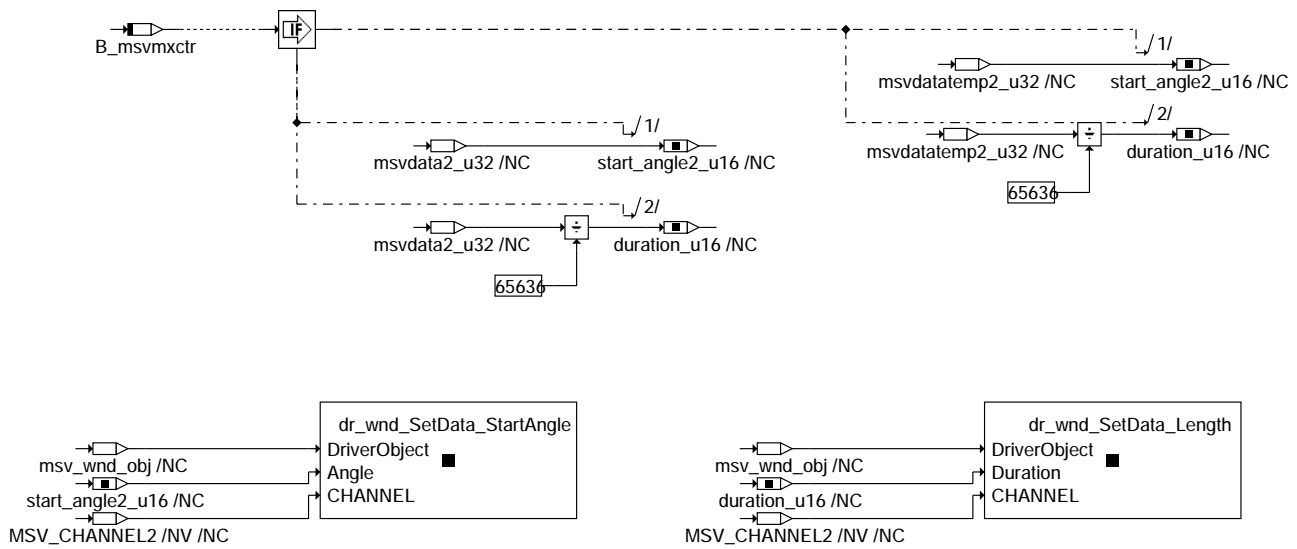 IF
B_msvmxctr
1/
msvdatatemp2_u32 /NC
start_angle2_u16 /NC
2/
msvdatatemp2_u32 /NC
duration_u16 /NC
65636
1/
msvdata2_u32 /NC
start_angle2_u16 /NC
2/
msvdata2_u32 /NC
duration_u16 /NC
65636
dr_wnd_SetData_StartAngle
DriverObject
msv_wnd_obj /NC
Angle
start_angle2_u16 /NC
CHANNEL
MSV_CHANNEL2 /NV /NC
dr_wnd_SetData_Length
DriverObject
msv_wnd_obj /NC
Duration
duration_u16 /NC
CHANNEL
MSV_CHANNEL2 /NV /NC